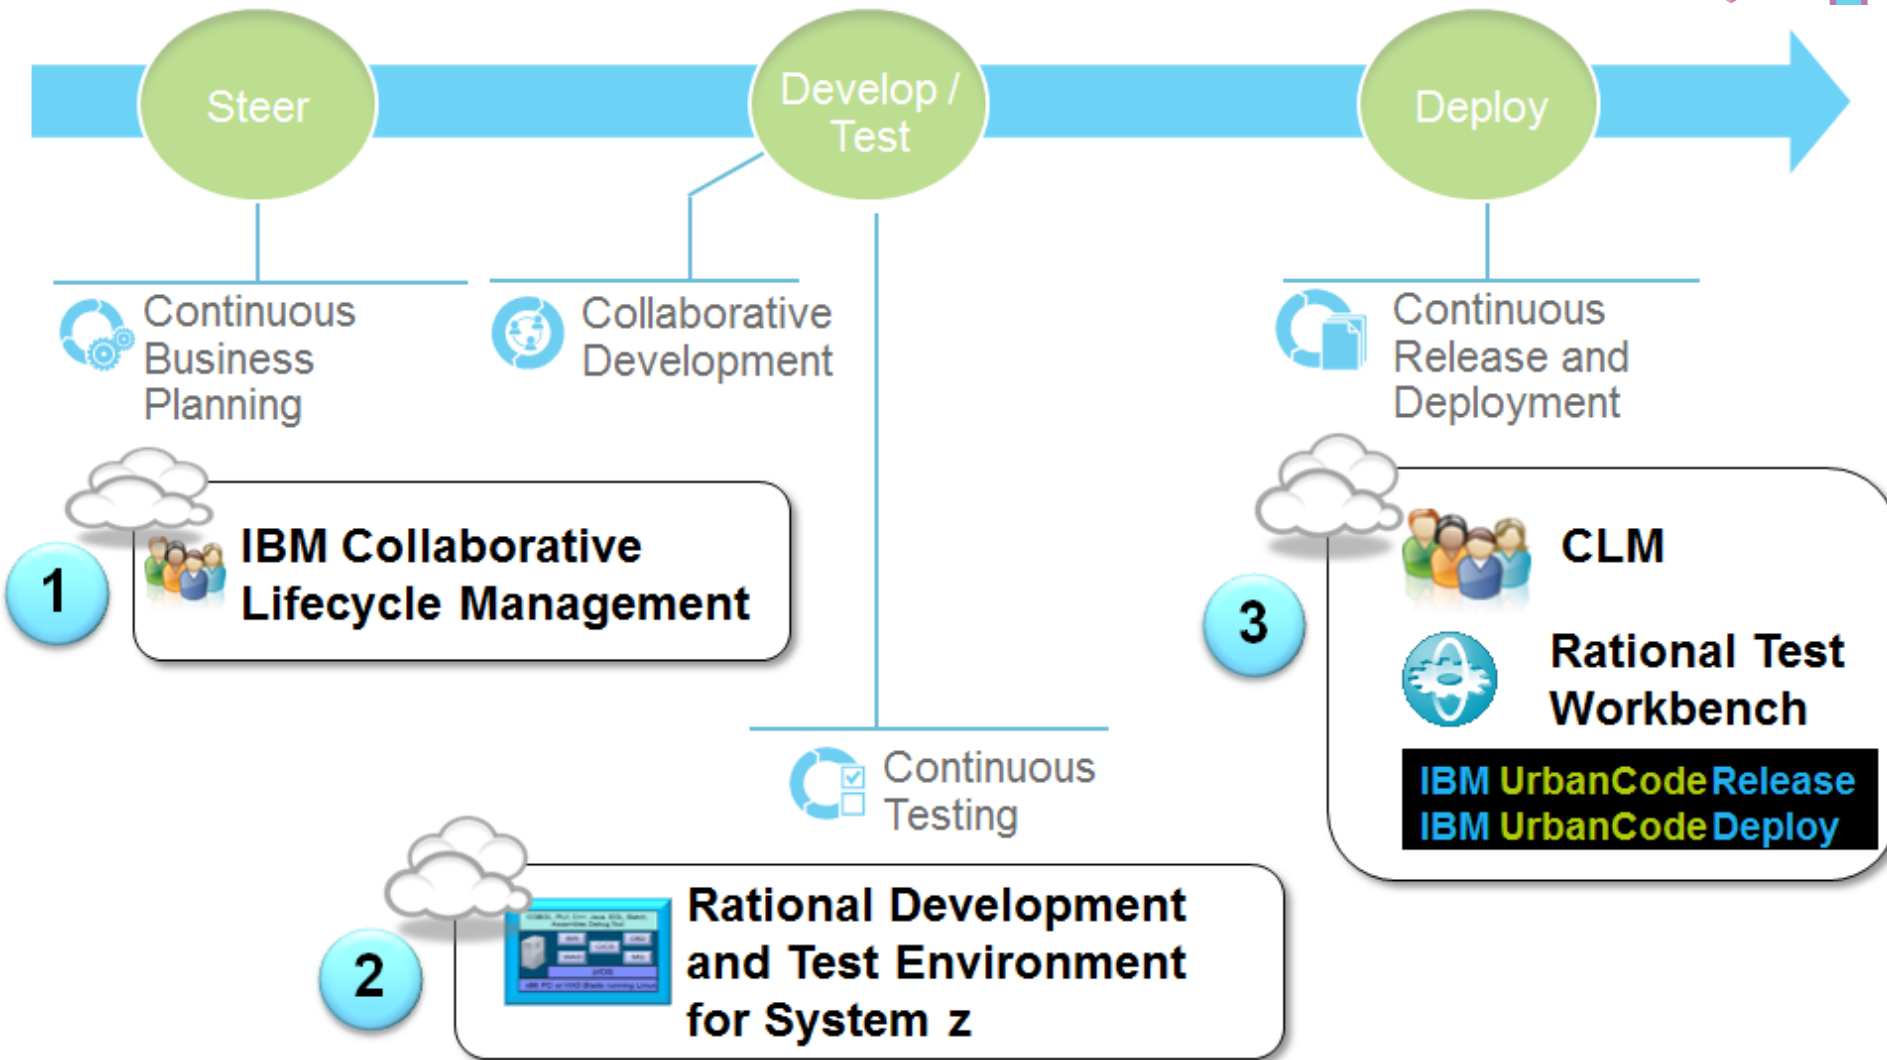 Steer
Develop /
Test
Deploy
Continuous
Business
Planning
Collaborative
Development
Continuous
Release and
Deployment
1
IBM Collaborative
Lifecycle Management
3
CLM
Rational Test
Workbench
IBM UrbanCode Release
IBM UrbanCode Deploy
Continuous
Testing
2
Rational Development
and Test Environment
for System z